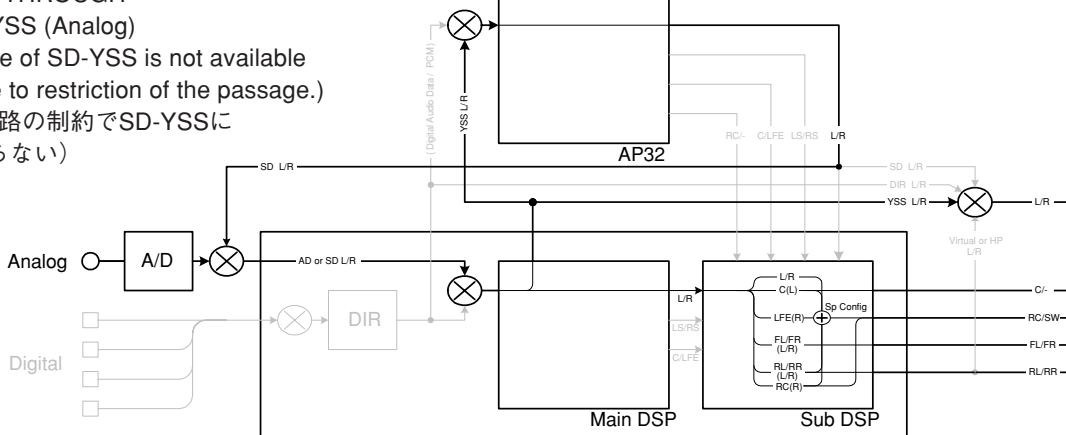 THROUGH
YSS (Analog)
e of SD-YSS is not available
e to restriction of the passage.)
路の制約でSD-YSSに
らない）
(Digital Audio Data / PCM)
YSS L/R
AP32
RC/-
C/LFE
LS/RS
L/R
SD L/R
SD L/R
DIR L/R
YSS L/R
L/R
Analog
A/D
AD or SD L/R
Virtual or HP
L/R
Digital
DIR
L/R
LS/RS
C/LFE
Main DSP
L/R
C(L)
LFE(R)
Sp Config
FL/FR
(L/R)
RL/RR
(L/R)
RC(R)
Sub DSP
C/-
RC/SW
FL/FR
RL/RR